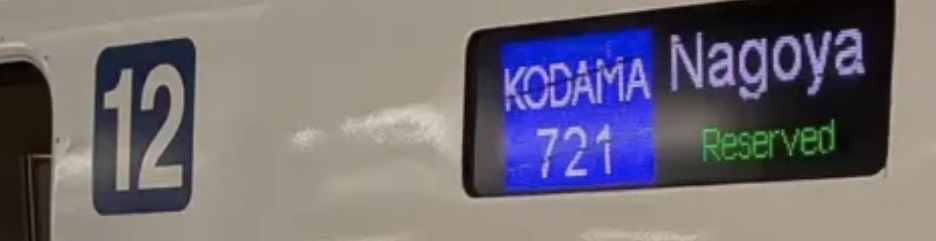 12
KODAMA
721
Nagoya
Reserved